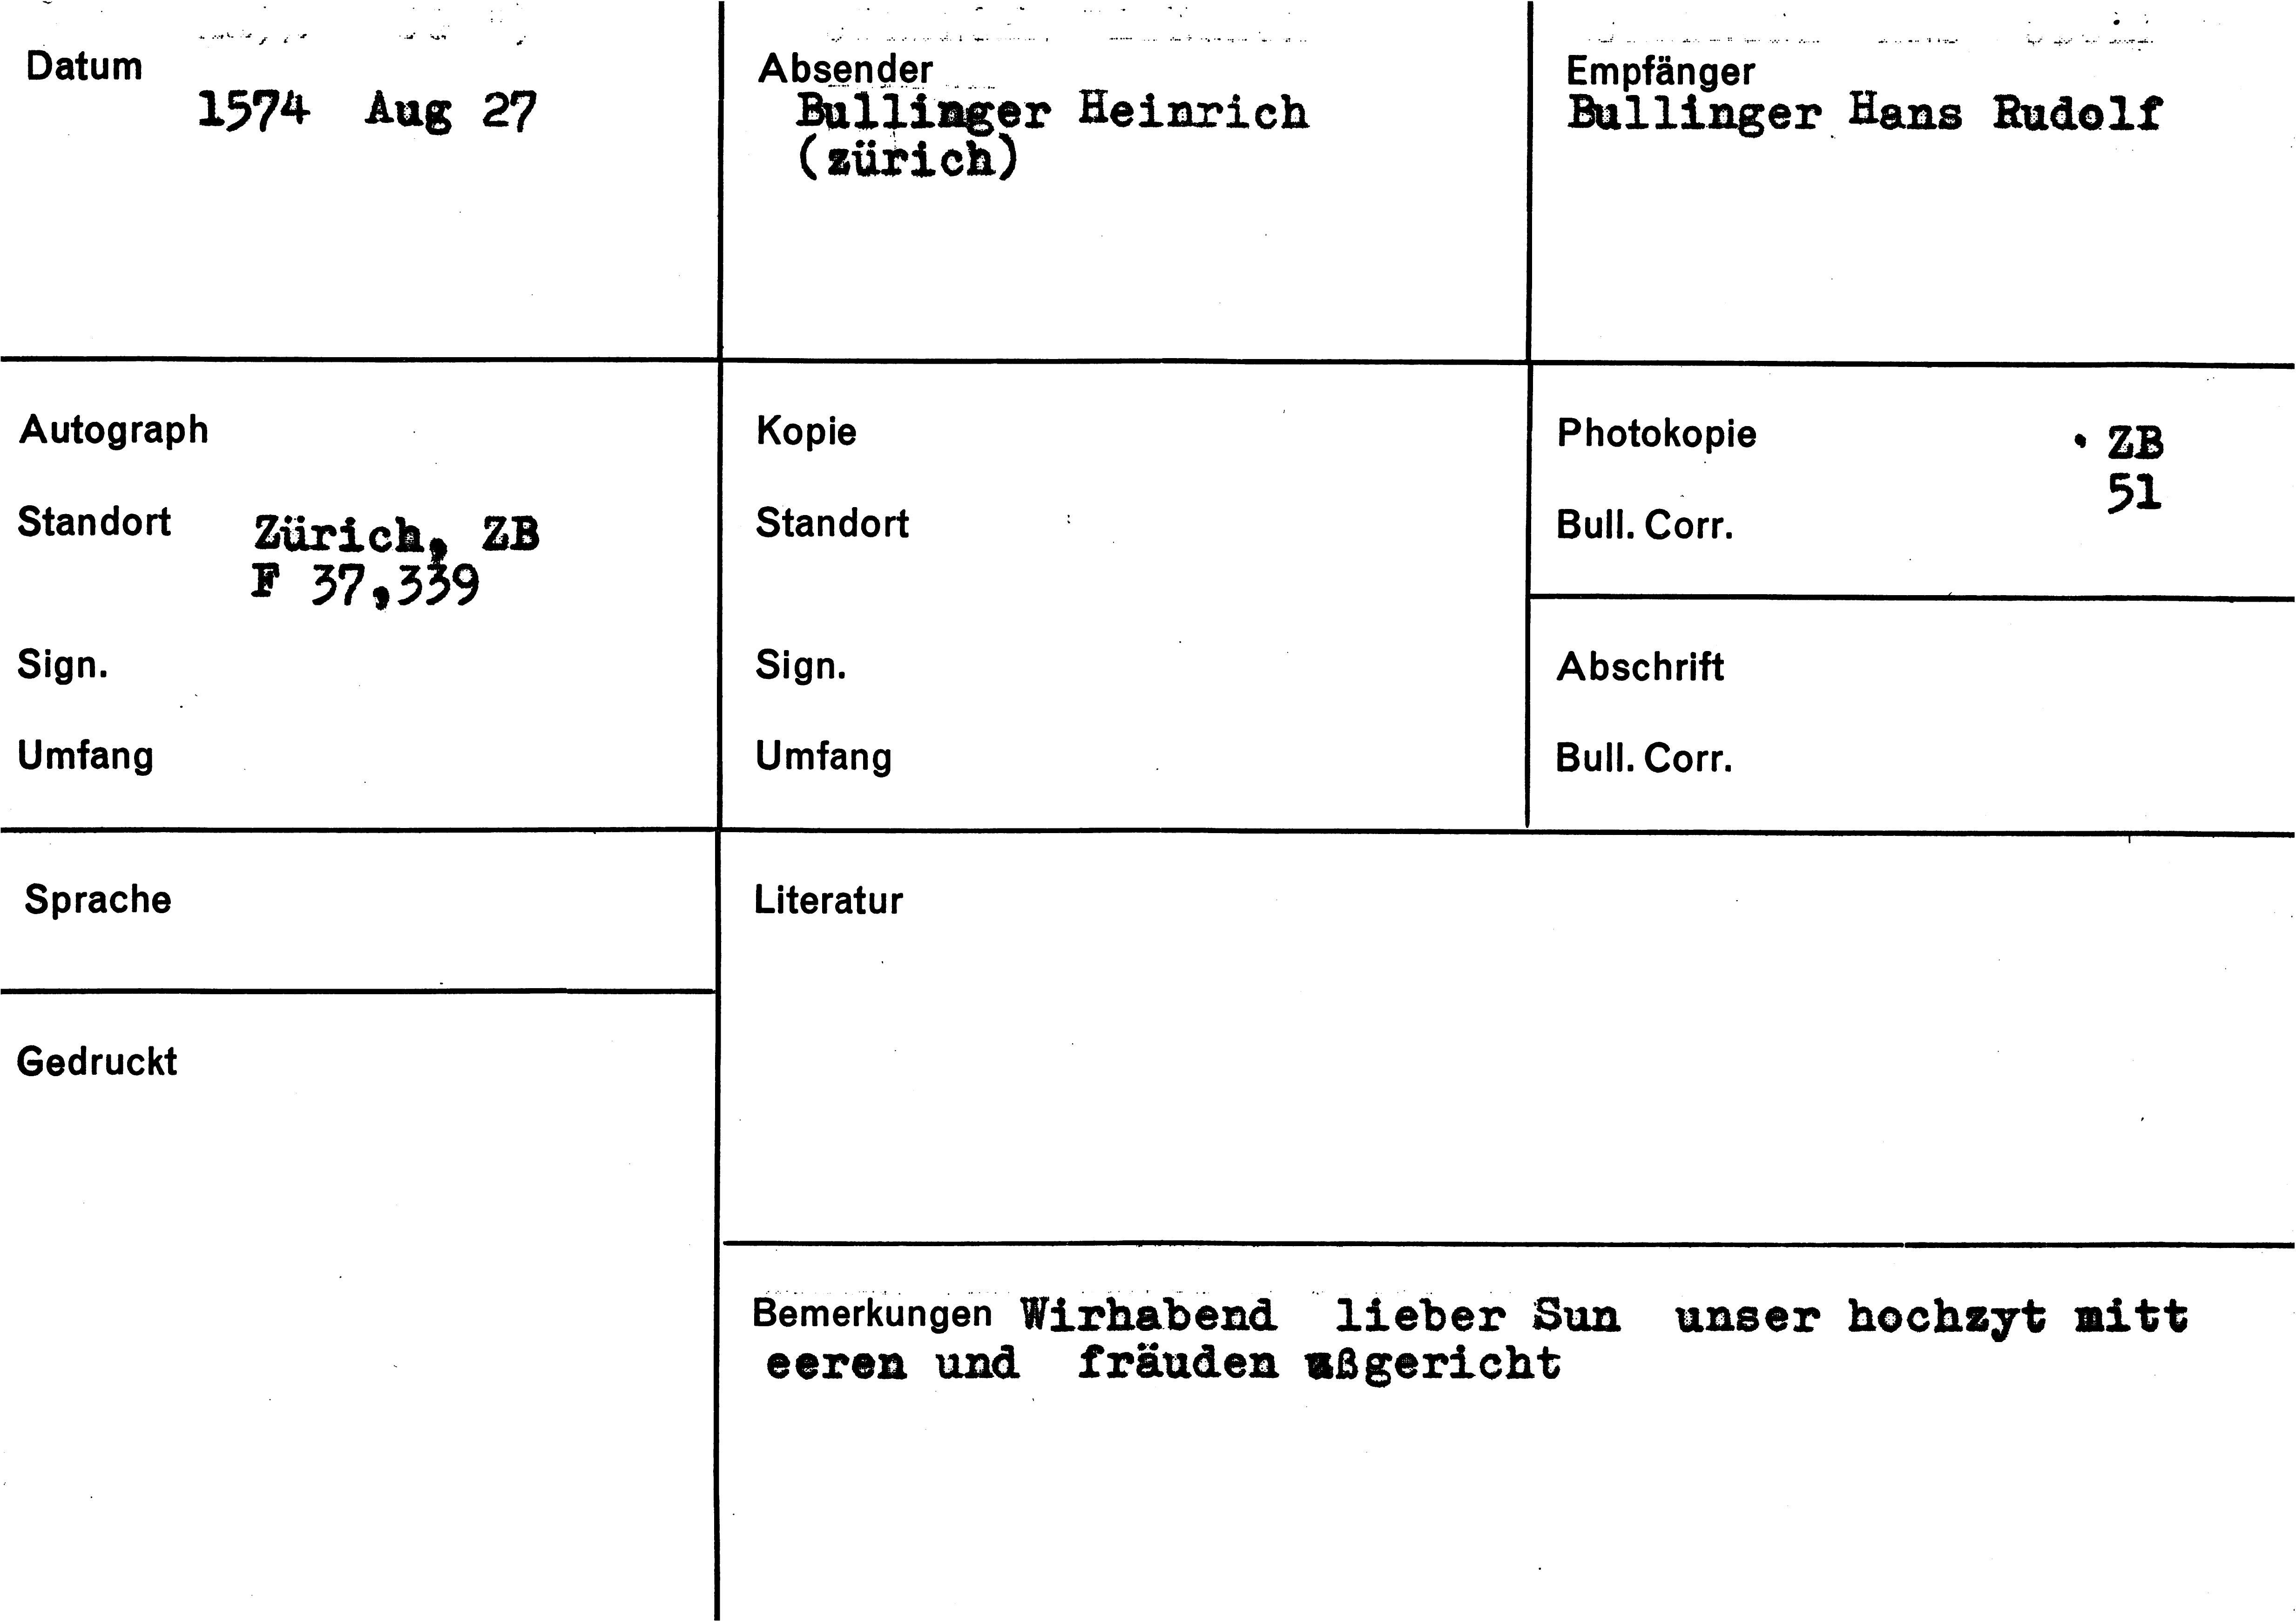 Datum
1574 Aug 27
Absender
Bullinger Heinrich
(zürich)
Empfänger
Bullinger Hans Rudolf
Autograph
Standort Zürich, ZB
F 37,339
Sign.
Umfang
Kopie
Standort
Sign.
Umfang
Photokopie • ZB
51
Bull. Corr.
Abschrift
Bull. Corr.
Sprache
Gedruckt
Literatur
Bemerkungen Wirhabend lieber Sun unser hochzyt mitt
eeren und fräuden ußgericht